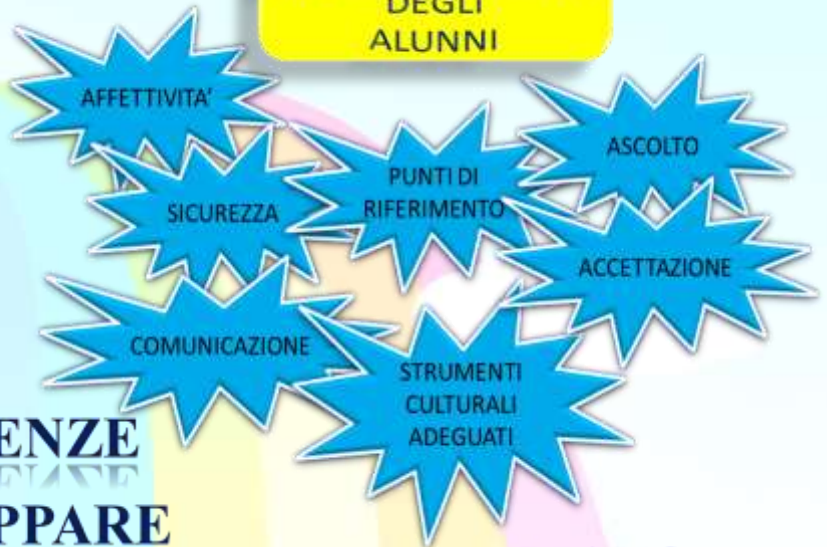 DEGLI
ALUNNI
AFFETTIVITA'
ASCOLTO
PUNTI DI
RIFERIMENTO
SICUREZZA
ACCETTAZIONE
COMUNICAZIONE
STRUMENTI
CULTURALI
ADEGUATI
ENZE
PPARE